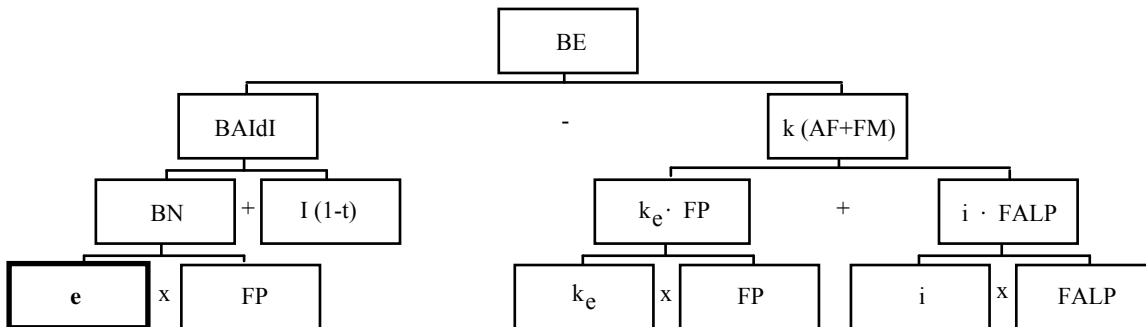 BE
BAIdI - k (AF+FM)
BN + I (1-t) kₑ · FP + i · FALP
e x FP kₑ x FP i x FALP